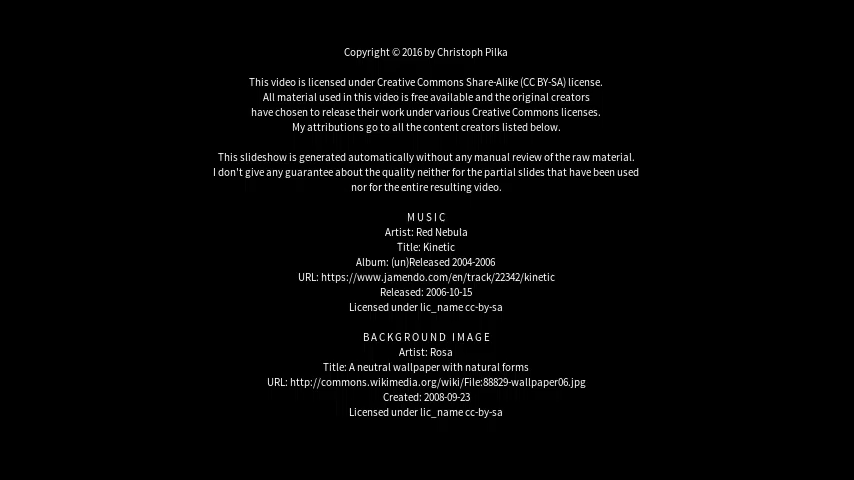 Copyright © 2016 by Christoph Pilka
This video is licensed under Creative Commons Share-Alike (CC BY-SA) license.
All material used in this video is free available and the original creators
have chosen to release their work under various Creative Commons licenses.
My attributions go to all the content creators listed below.
This slideshow is generated automatically without any manual review of the raw material.
I don't give any guarantee about the quality neither for the partial slides that have been used
nor for the entire resulting video.
MUSIC
Artist: Red Nebula
Title: Kinetic
Album: (un)Released 2004-2006
URL: https://www.jamendo.com/en/track/22342/kinetic
Released: 2006-10-15
Licensed under lic_name cc-by-sa
BACKGROUND IMAGE
Artist: Rosa
Title: A neutral wallpaper with natural forms
URL: http://commons.wikimedia.org/wiki/File:88829-wallpaper06.jpg
Created: 2008-09-23
Licensed under lic_name cc-by-sa